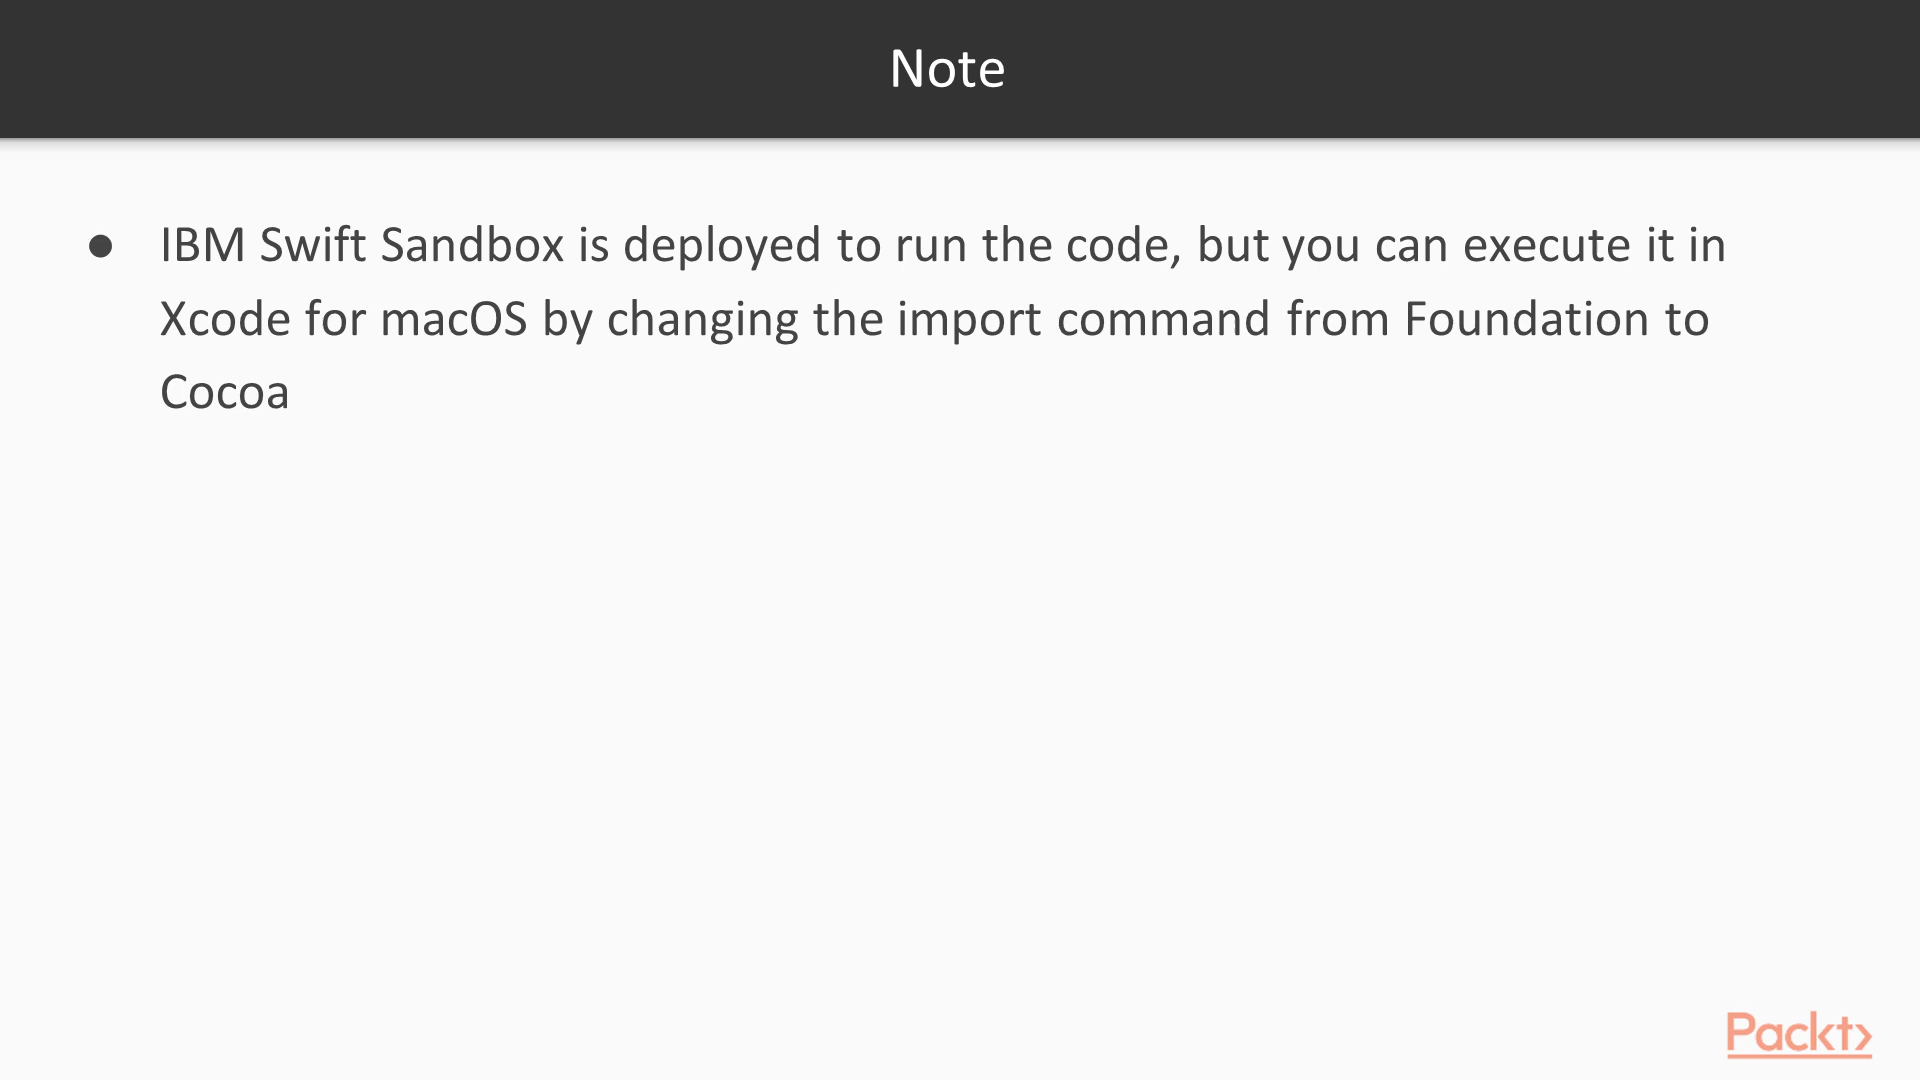 Note
● IBM Swift Sandbox is deployed to run the code, but you can execute it in
Xcode for macOS by changing the import command from Foundation to
Cocoa
Packt>